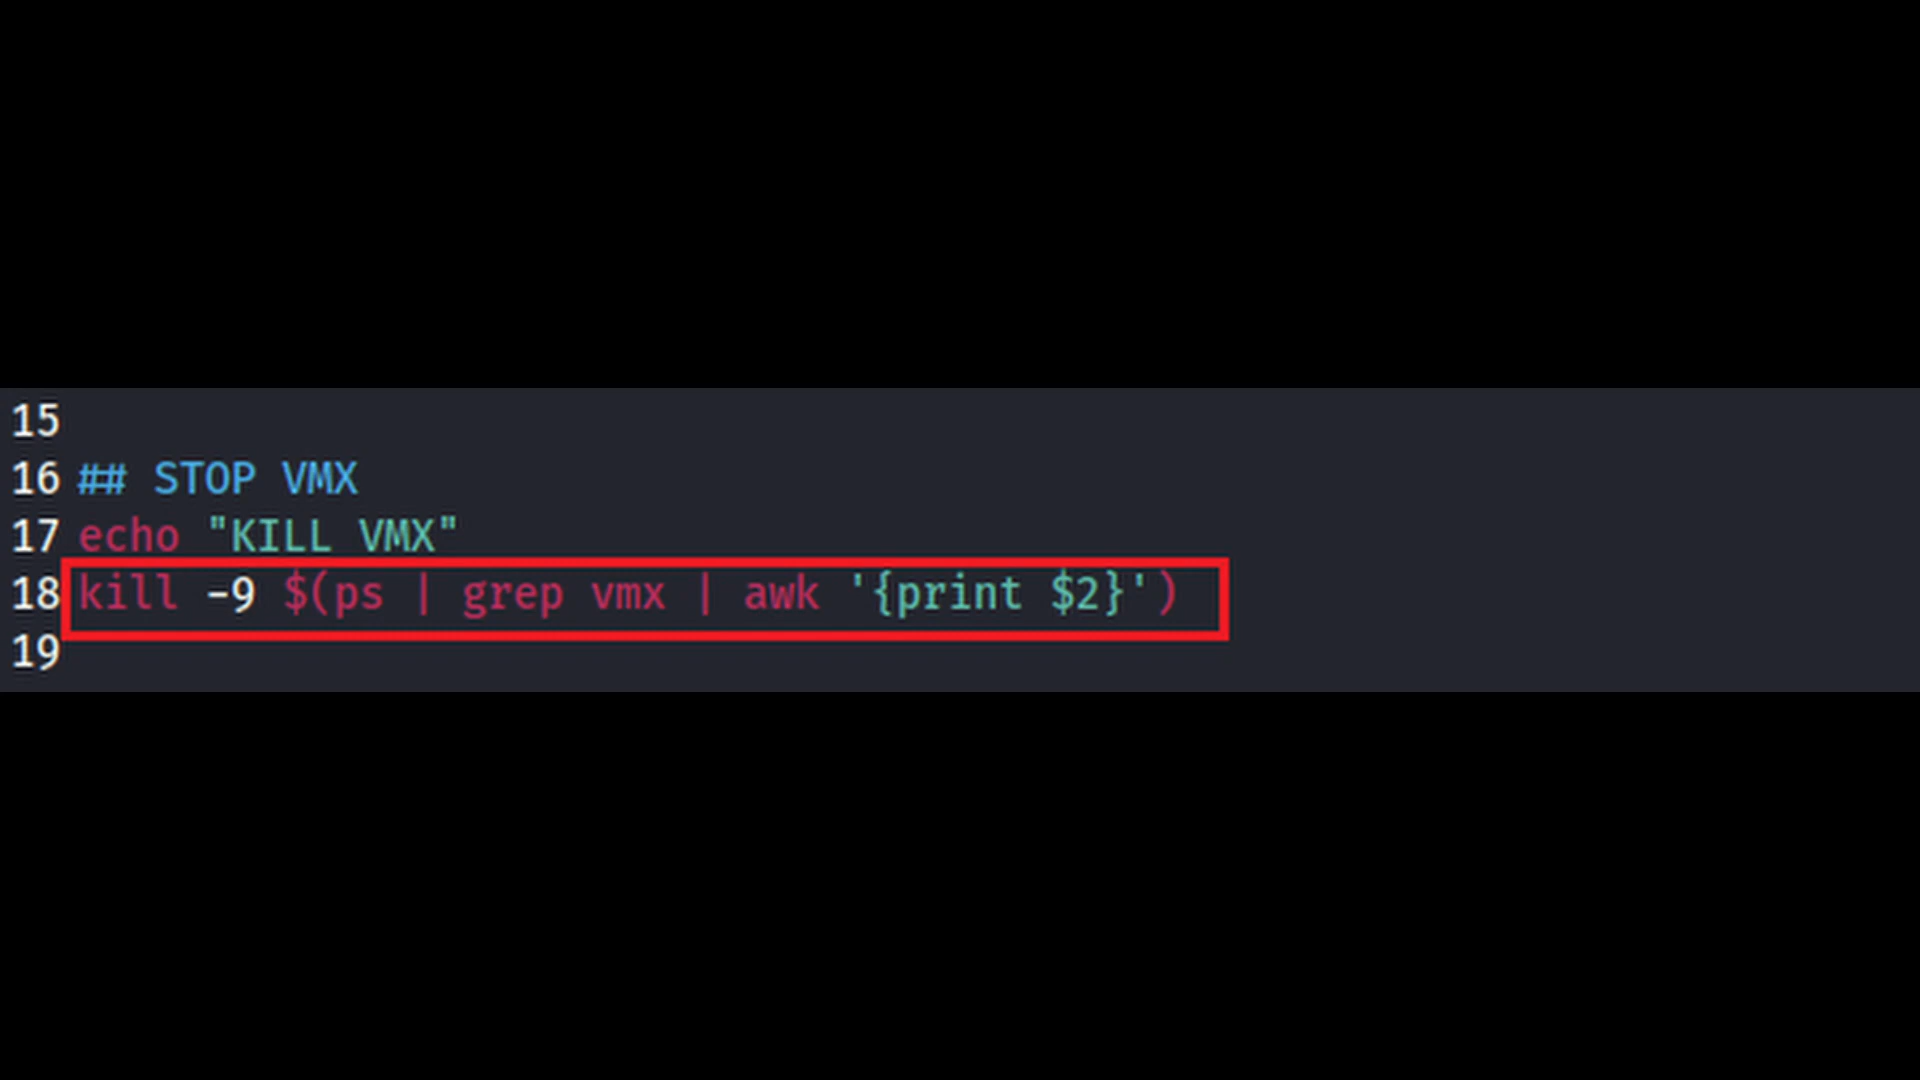 15
16 ## STOP VMX
17 echo "KILL VMX"
18 kill -9 $(ps | grep vmx | awk '{print $2}')
19